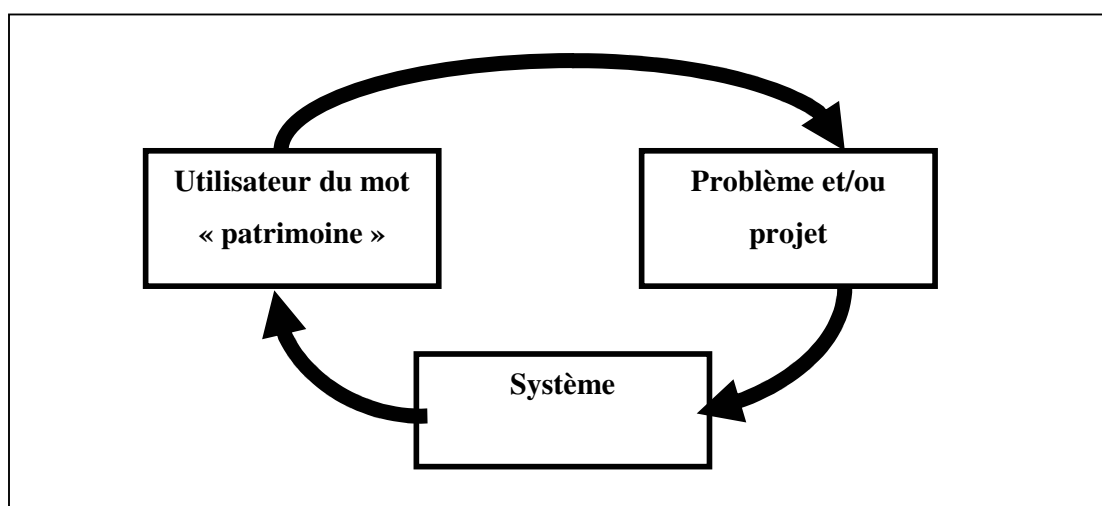 Utilisateur du mot
« patrimoine »
Problème et/ou
projet
Système